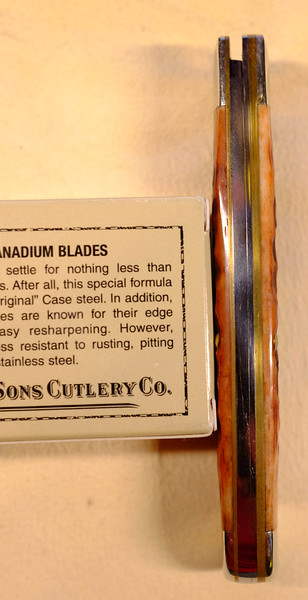 ANADIUM BLADES
settle for nothing less than
s. After all, this special formula
riginal" Case steel. In addition,
es are known for their edge
asy resharpening. However,
ss resistant to rusting, pitting
tainless steel.
SONS CUTLERY CO.